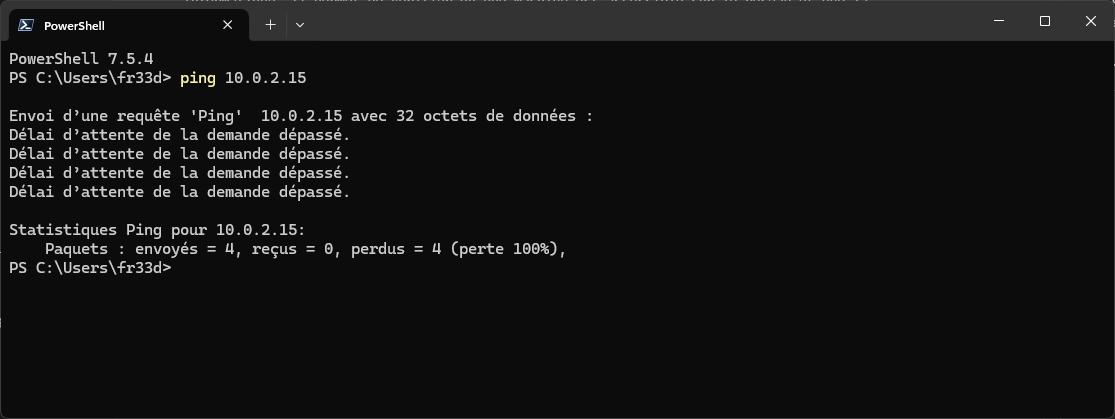 PowerShell
PowerShell 7.5.4
PS C:\Users\fr33d> ping 10.0.2.15
Envoi d’une requête 'Ping'  10.0.2.15 avec 32 octets de données :
Délai d’attente de la demande dépassé.
Délai d’attente de la demande dépassé.
Délai d’attente de la demande dépassé.
Délai d’attente de la demande dépassé.
Statistiques Ping pour 10.0.2.15:
    Paquets : envoyés = 4, reçus = 0, perdus = 4 (perte 100%),
PS C:\Users\fr33d>